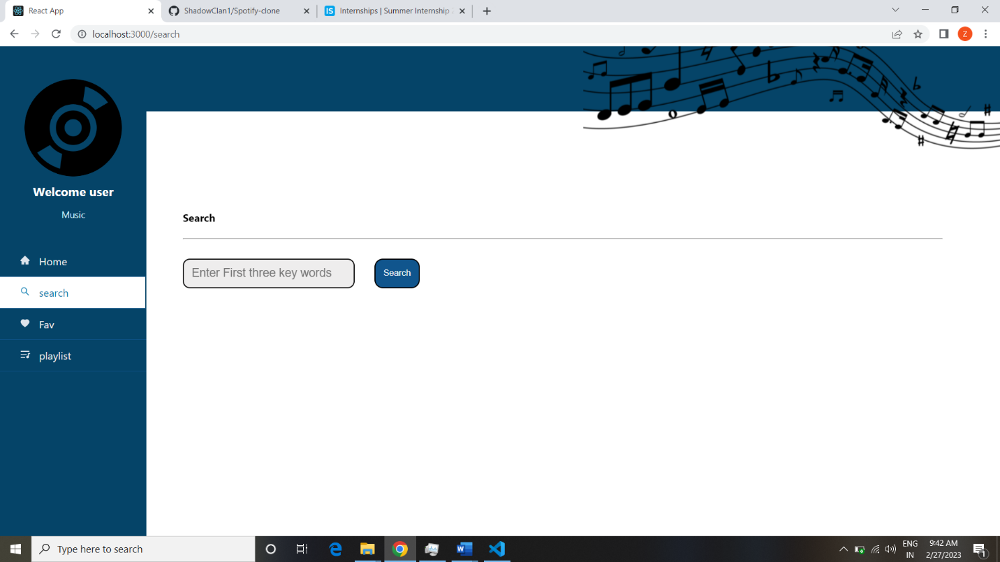 React App
ShadowClan1/Spotify-clone
Internships | Summer Internship
localhost:3000/search
Z
Welcome user
Music
Home
search
Fav
playlist
Search
Enter First three key words
Search
Type here to search
ENG
IN
9:42 AM
2/27/2023
1